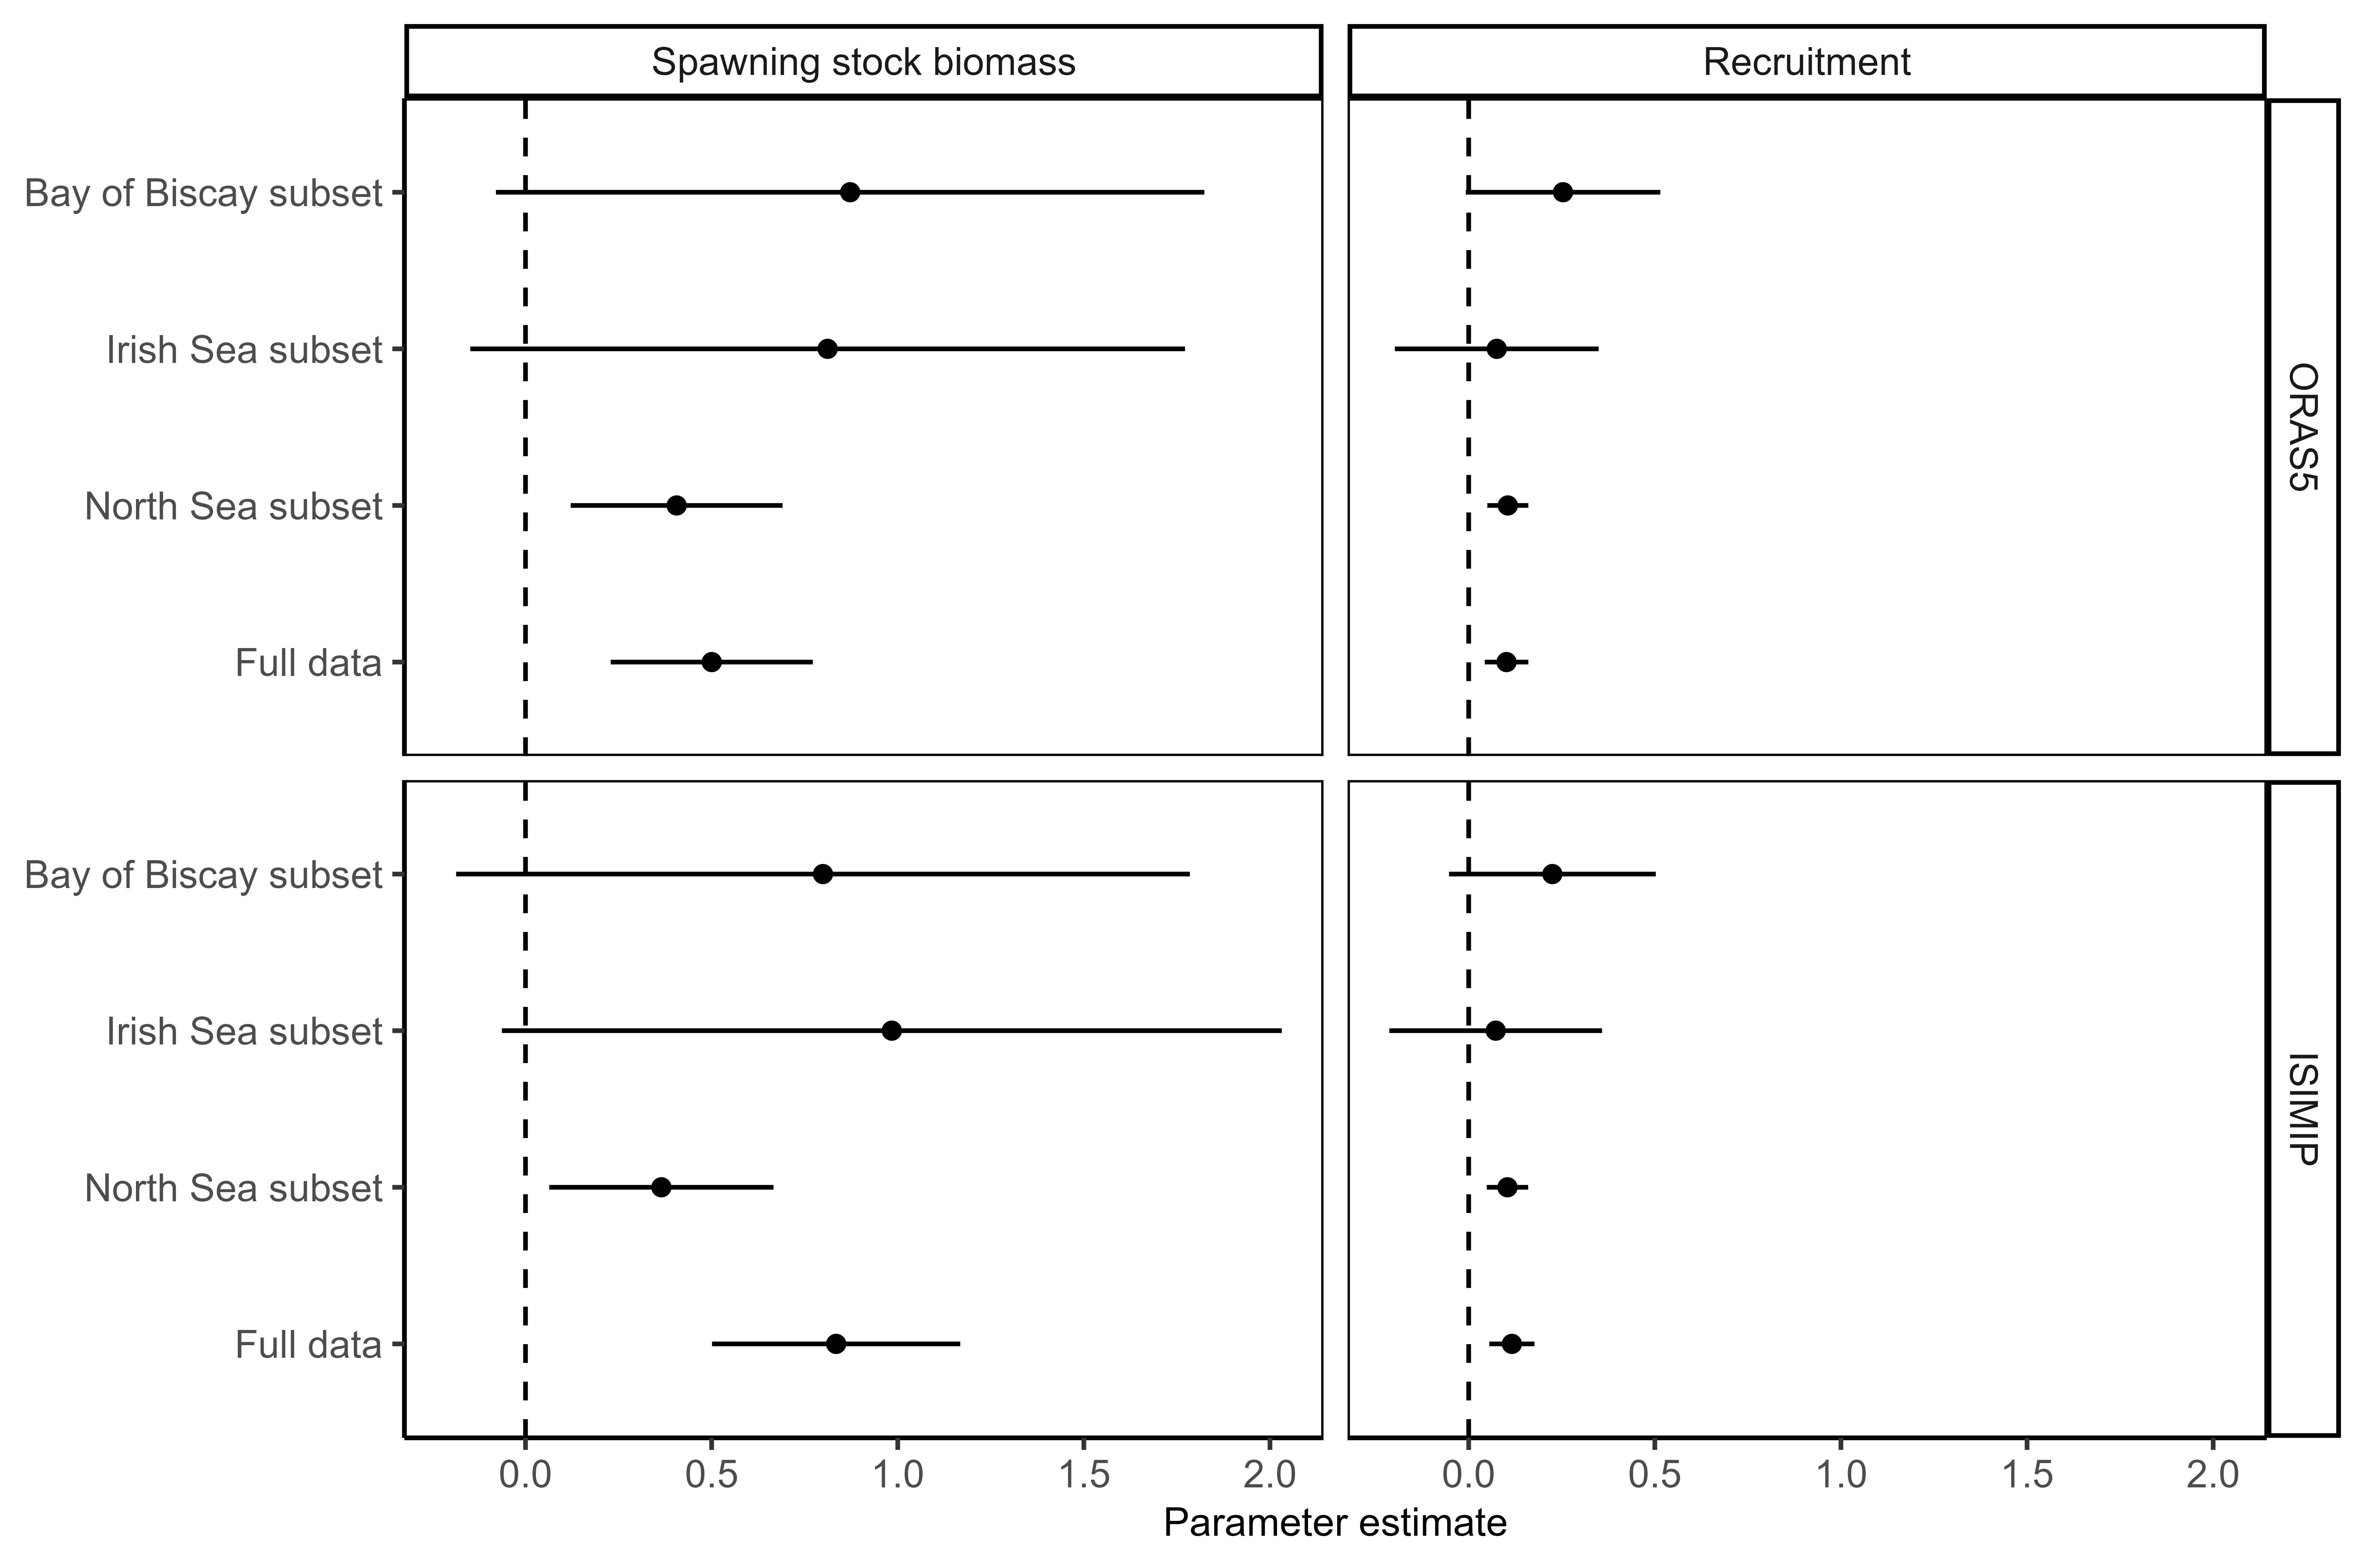 Spawning stock biomass
Recruitment
Bay of Biscay subset
Irish Sea subset
North Sea subset
Full data
ORAS5
Bay of Biscay subset
Irish Sea subset
North Sea subset
Full data
ISIMIP
0.0 0.5 1.0 1.5 2.0
0.0 0.5 1.0 1.5 2.0
Parameter estimate